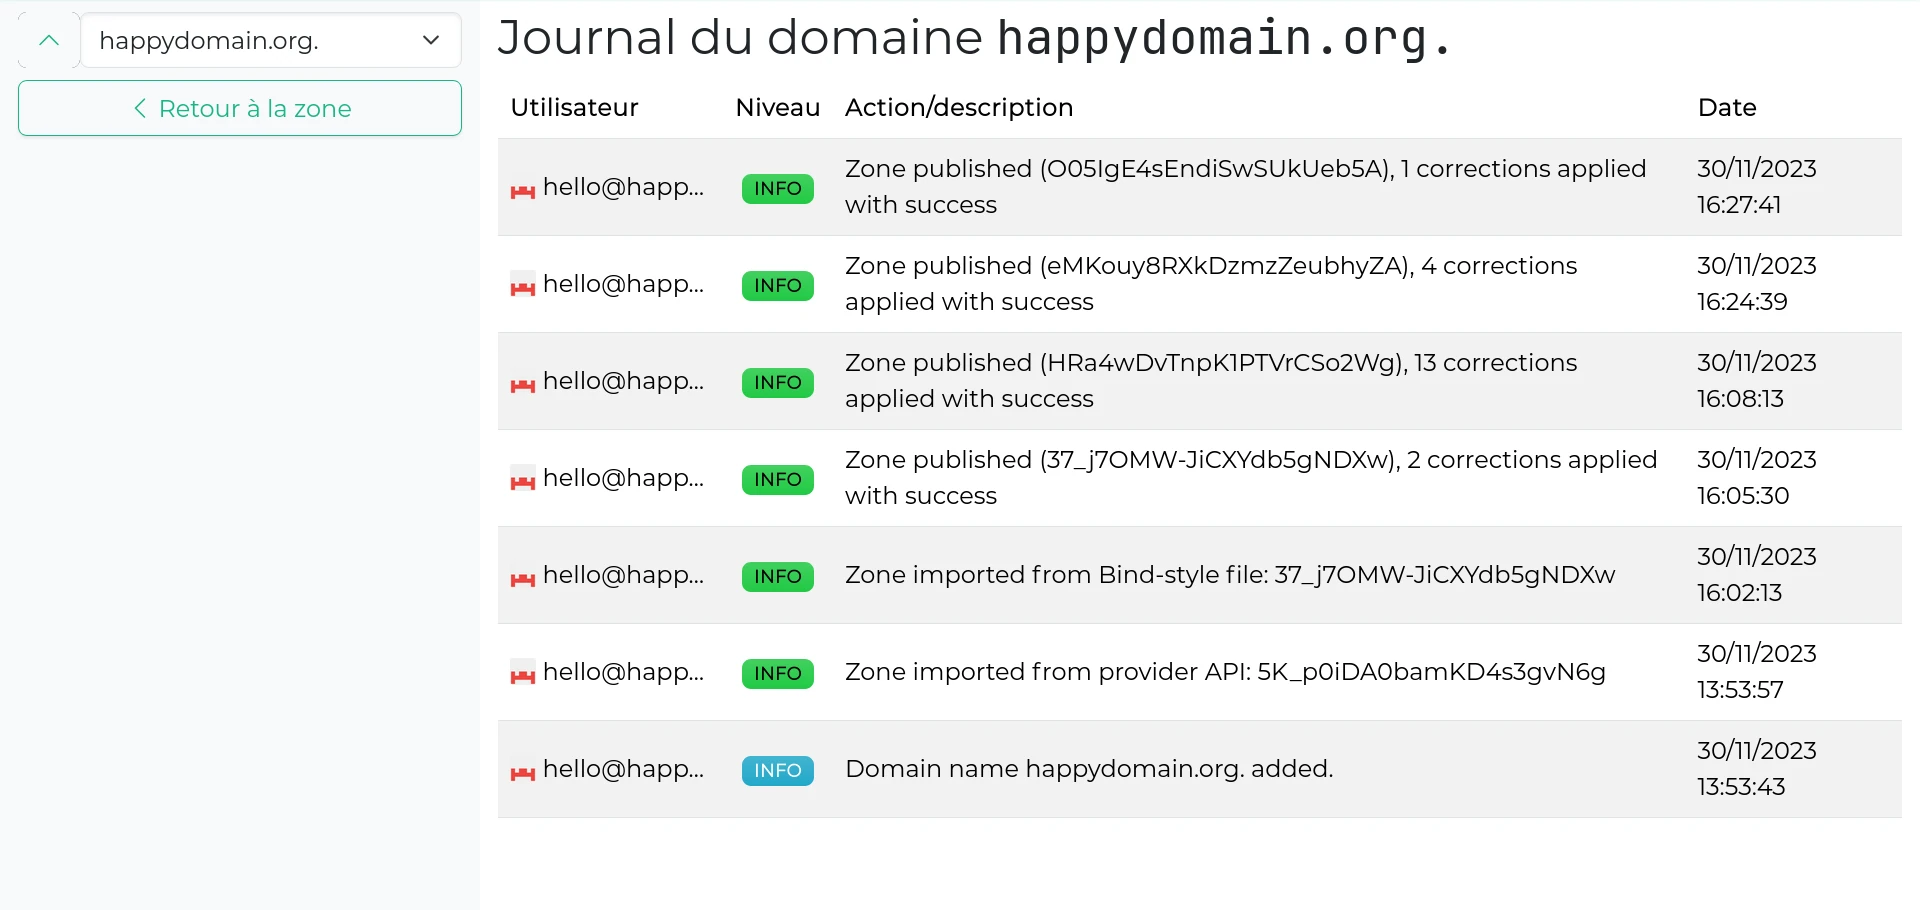 happydomain.org.
Retour à la zone
Journal du domaine happydomain.org.
Utilisateur Niveau Action/description Date
hello@happ... INFO Zone published (O05IgE4sEndiSwSUkUeb5A), 1 corrections applied 30/11/2023
with success 16:27:41
hello@happ... INFO Zone published (eMKouy8RXkDzmzZeubhyZA), 4 corrections 30/11/2023
applied with success 16:24:39
hello@happ... INFO Zone published (HRa4wDvTnpK1PTVrCSo2Wg), 13 corrections 30/11/2023
applied with success 16:08:13
hello@happ... INFO Zone published (37_j7OMW-JiCXYdb5gNDXw), 2 corrections applied 30/11/2023
with success 16:05:30
hello@happ... INFO Zone imported from Bind-style file: 37_j7OMW-JiCXYdb5gNDXw 30/11/2023
16:02:13
hello@happ... INFO Zone imported from provider API: 5K_p0iDA0bamKD4s3gvN6g 30/11/2023
13:53:57
hello@happ... INFO Domain name happydomain.org. added. 30/11/2023
13:53:43